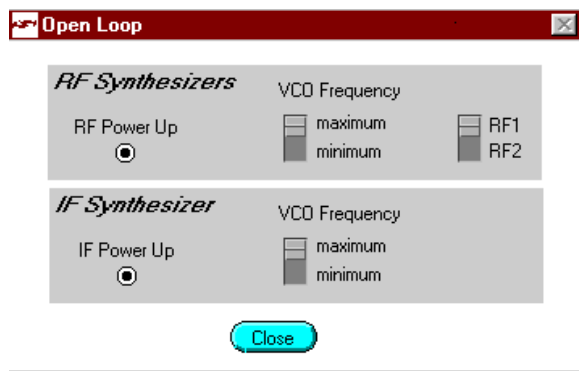 Open Loop
RF Synthesizers
VCO Frequency
RF Power Up
maximum
minimum
RF1
RF2
IF Synthesizer
VCO Frequency
IF Power Up
maximum
minimum
Close